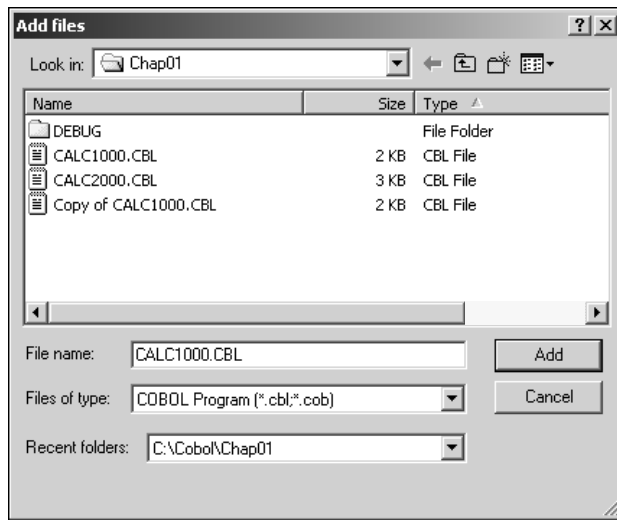 Add files
Look in: Chap01
Name Size Type
DEBUG File Folder
CALC1000.CBL 2 KB CBL File
CALC2000.CBL 3 KB CBL File
Copy of CALC1000.CBL 2 KB CBL File
File name: CALC1000.CBL Add
Files of type: COBOL Program (*.cbl;*.cob) Cancel
Recent folders: C:\Cobol\Chap01